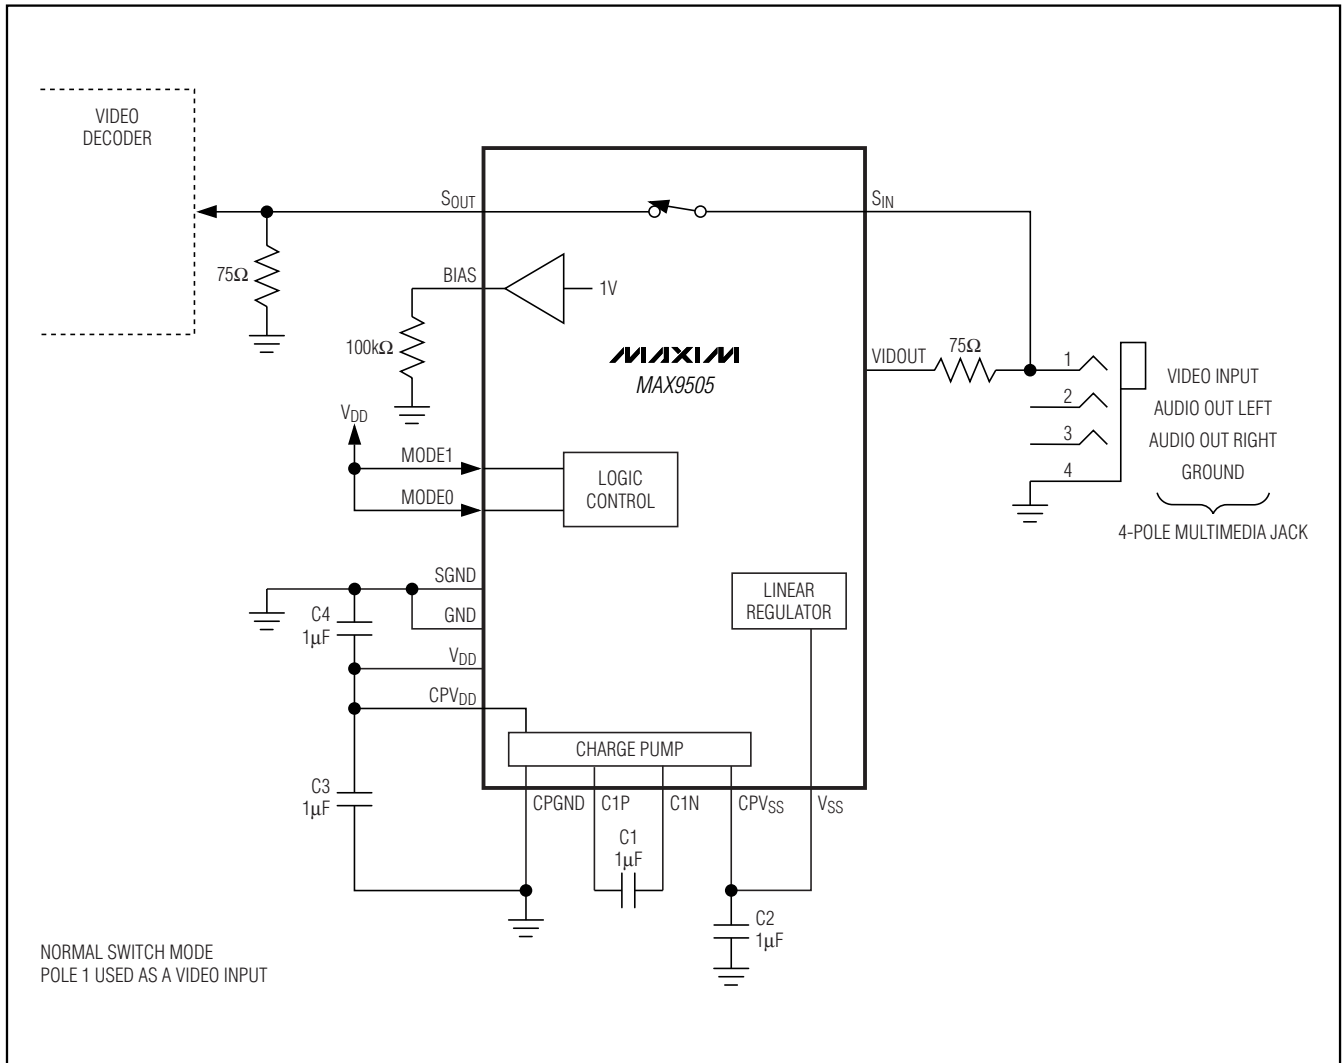 VIDEO
DECODER
SOUT
SIN
75Ω
BIAS
1V
100kΩ
MAXIM
MAX9505
VIDOUT
75Ω
1
VIDEO INPUT
2
AUDIO OUT LEFT
3
AUDIO OUT RIGHT
4
GROUND
4-POLE MULTIMEDIA JACK
VDD
MODE1
MODE0
LOGIC
CONTROL
SGND
GND
C4
1µF
VDD
CPVDD
LINEAR
REGULATOR
CHARGE PUMP
C3
1µF
CPGND
C1P
C1N
CPVSS
VSS
C1
1µF
C2
1µF
NORMAL SWITCH MODE
POLE 1 USED AS A VIDEO INPUT